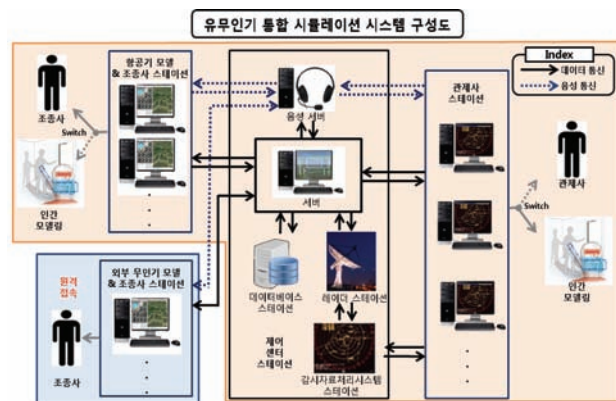 유무인기 통합 시뮬레이션 시스템 구성도
Index
데이터 통신
음성 통신
항공기 모델
& 조종사 스테이션
조종사
Switch
인간
모델링
음성 서버
서버
데이터베이스
스테이션
레이더 스테이션
제어
센터
스테이션
감시자료처리시스템
스테이션
관제사
스테이션
관제사
Switch
인간
모델링
원격
접속
외부 무인기 모델
& 조종사 스테이션
조종사